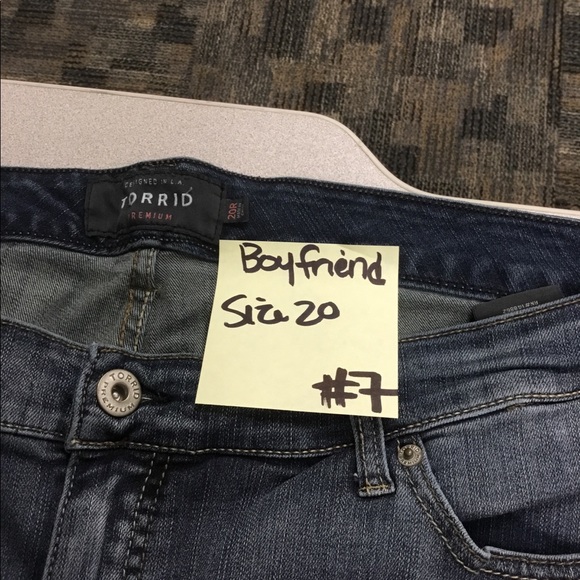 DESIGNED IN L.A.
TORRID
PREMIUM
20R
Boyfriend
Size 20
#7
TORRID
PREMIUM